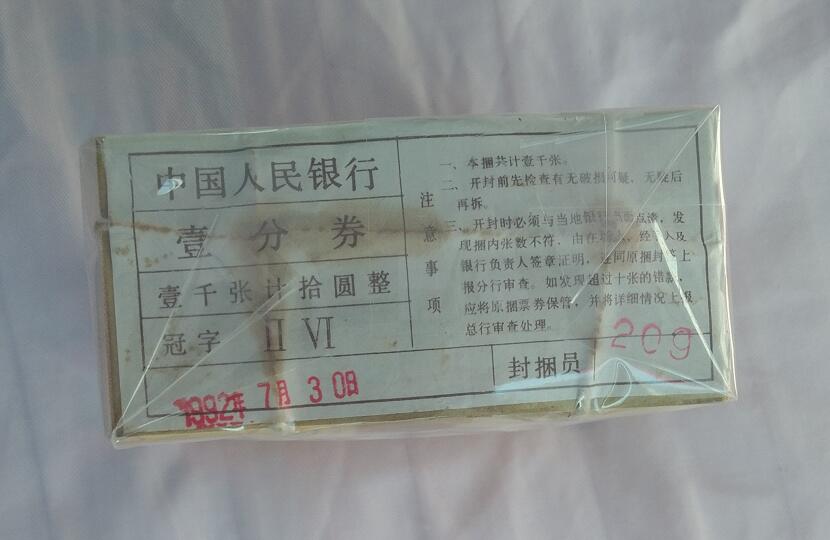 中国人民银行
壹分券
壹千张计拾圆整
冠字 II VI
1992年 7月 30日
注意事项
一、本捆共计壹千张。
二、开封前先检查有无破损可疑，无疑后
再拆。
三、开封时必须与当地银行 点清，发
现捆内张数不符，由在 经 人及
银行负责人签章证明，连同原捆封签上
报分行审查。如发现超过十张的错款，
应将原捆票券保管，并将详细情况上报
总行审查处理。
封捆员 209